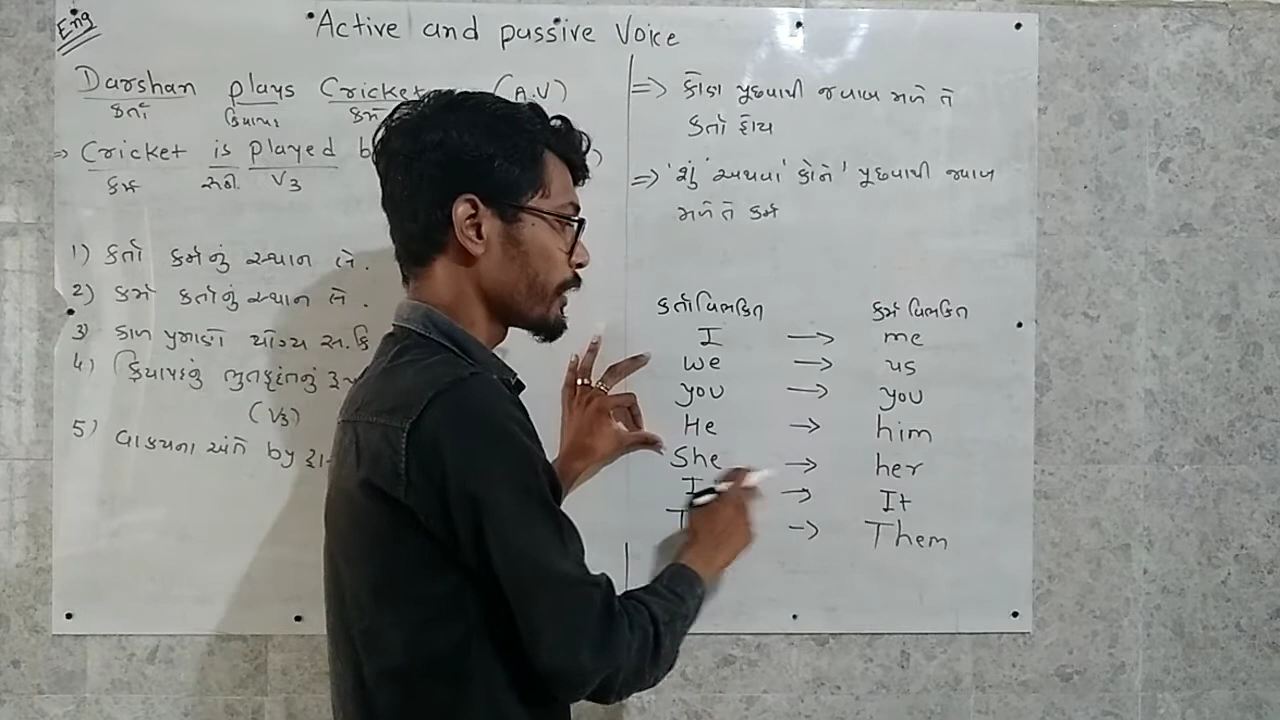 Eng
Active and passive Voice
Darshan plays Cricket (A.V)
કર્તા ક્રિયાપદ કર્મ
=> Cricket is played b )
કર્મ સ.ક્રી V3
1) કર્તા કર્મનું સ્થાન લે.
2) કર્મ કર્તાનું સ્થાન લે.
3) કાળ પ્રમાણે યોગ્ય સ.ક્રિ
4) ક્રિયાપદનું ભુતકૃદંતનું રૂ
(V3)
5) વાક્યના અંતે by
=> કોણ પુછવાથી જવાબ મળે તે
કર્તા હોય
=> 'શું' અથવા 'કોને' પૂછવાથી જવાબ
મળે તે કર્મ
કર્તા વિભક્તિ કર્મ વિભક્તિ
I -> me
we -> us
you -> you
He -> him
She -> her
I -> It
T -> Them